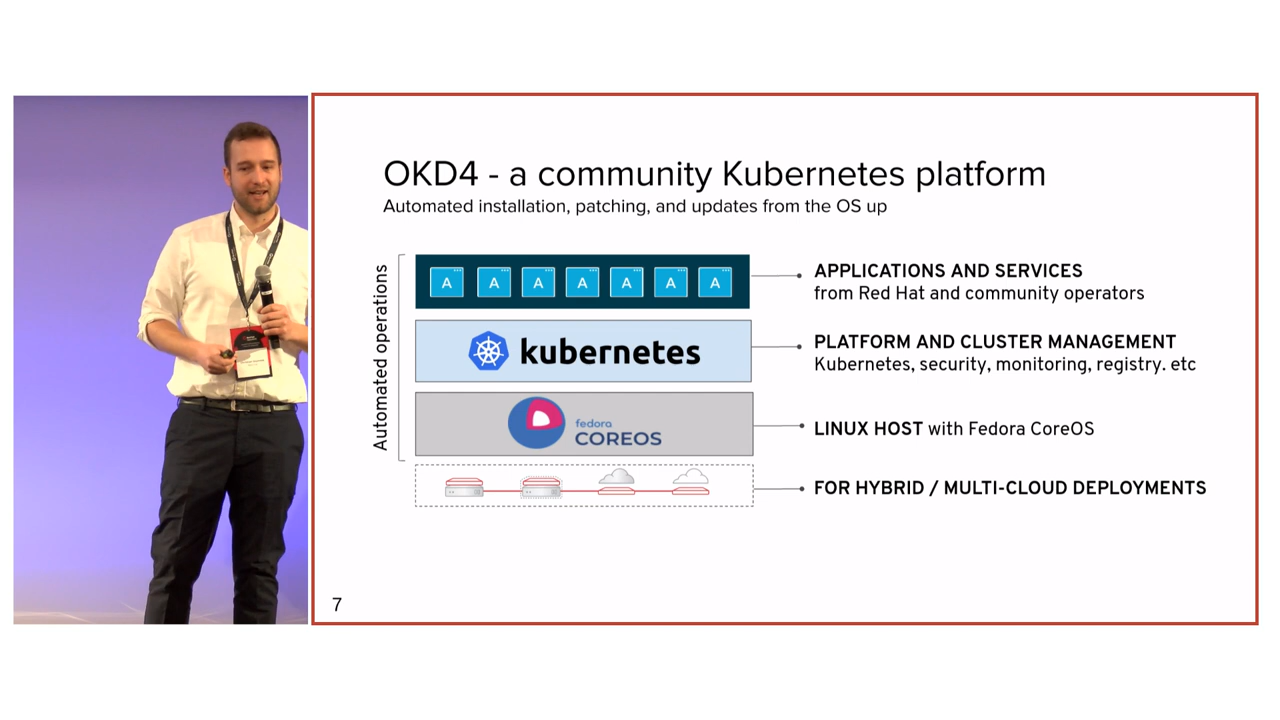 OKD4 - a community Kubernetes platform
Automated installation, patching, and updates from the OS up
Automated operations
A A A A A A A
APPLICATIONS AND SERVICES
from Red Hat and community operators
kubernetes
PLATFORM AND CLUSTER MANAGEMENT
Kubernetes, security, monitoring, registry. etc
fedora
COREOS
LINUX HOST with Fedora CoreOS
FOR HYBRID / MULTI-CLOUD DEPLOYMENTS
7